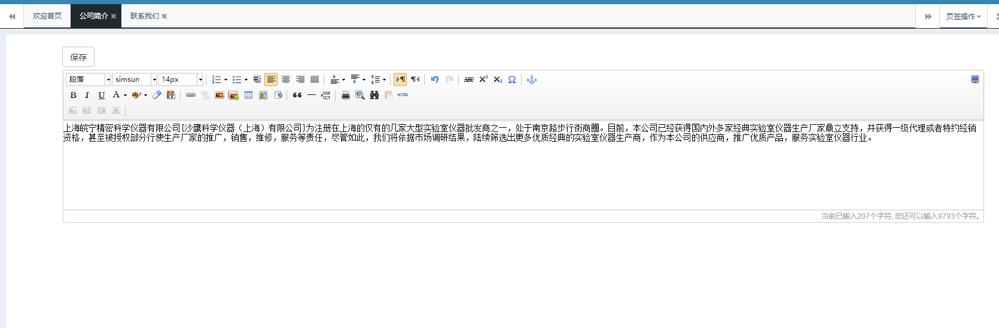 欢迎首页 公司简介 联系我们 页签操作
保存
段落 simsun 14px ABC X² X₂ Ω
B I U A ab HTML
上海皖宁精密科学仪器有限公司[沙鹰科学仪器（上海）有限公司]为注册在上海的仅有的几家大型实验室仪器批发商之一，处于南京路步行街商圈。目前，本公司已经获得国内外多家经典实验室仪器生产厂家鼎立支持，并获得一级代理或者特约经销
资格，甚至被授权部分行使生产厂家的推广，销售，维修，服务等责任，尽管如此，我们将依据市场调研结果，陆续筛选出更多优质经典的实验室仪器生产商，作为本公司的供应商，推广优质产品，服务实验室仪器行业。
当前已输入207个字符, 您还可以输入9793个字符。